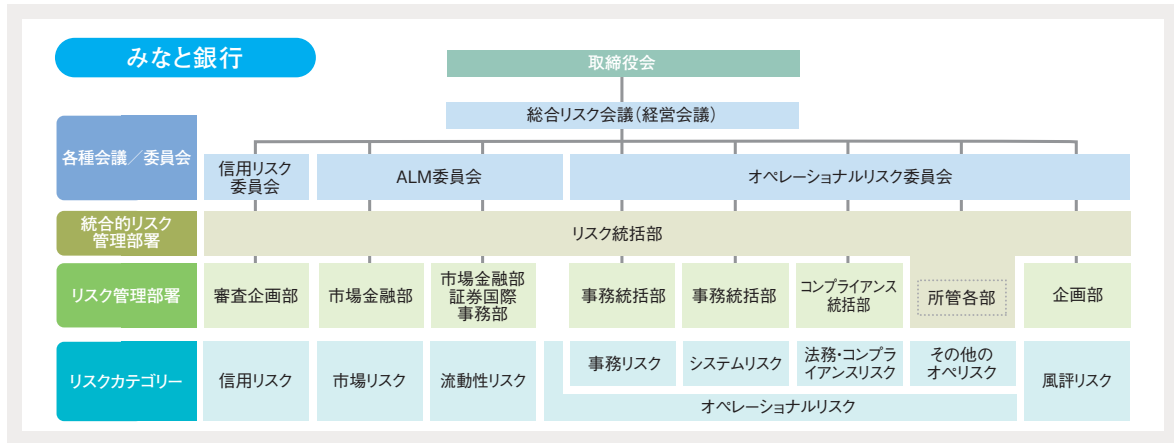 みなと銀行
取締役会
総合リスク会議(経営会議)
各種会議／委員会
信用リスク
委員会
ALM委員会
オペレーショナルリスク委員会
統合的リスク
管理部署
リスク統括部
リスク管理部署
審査企画部
市場金融部
市場金融部
証券国際
事務部
事務統括部
事務統括部
コンプライアンス
統括部
所管各部
企画部
リスクカテゴリー
信用リスク
市場リスク
流動性リスク
事務リスク
システムリスク
法務・コンプラ
イアンスリスク
その他の
オペリスク
風評リスク
オペレーショナルリスク